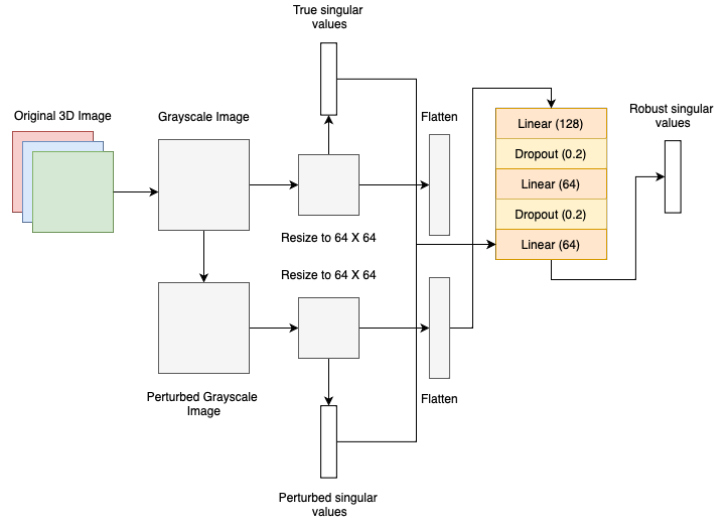 True singular
values
Original 3D Image
Grayscale Image
Flatten
Robust singular
values
Linear (128)
Dropout (0.2)
Linear (64)
Dropout (0.2)
Linear (64)
Resize to 64 X 64
Resize to 64 X 64
Perturbed Grayscale
Image
Flatten
Perturbed singular
values